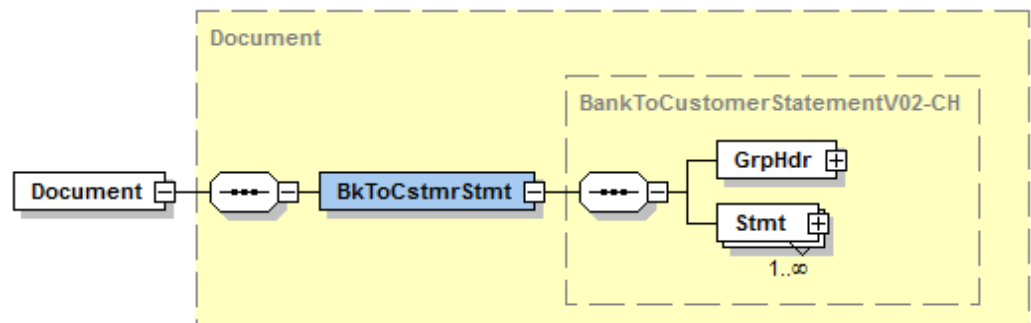 Document
BankToCustomerStatementV02-CH
Document
BkToCstmrStmt
GrpHdr
Stmt
1..∞